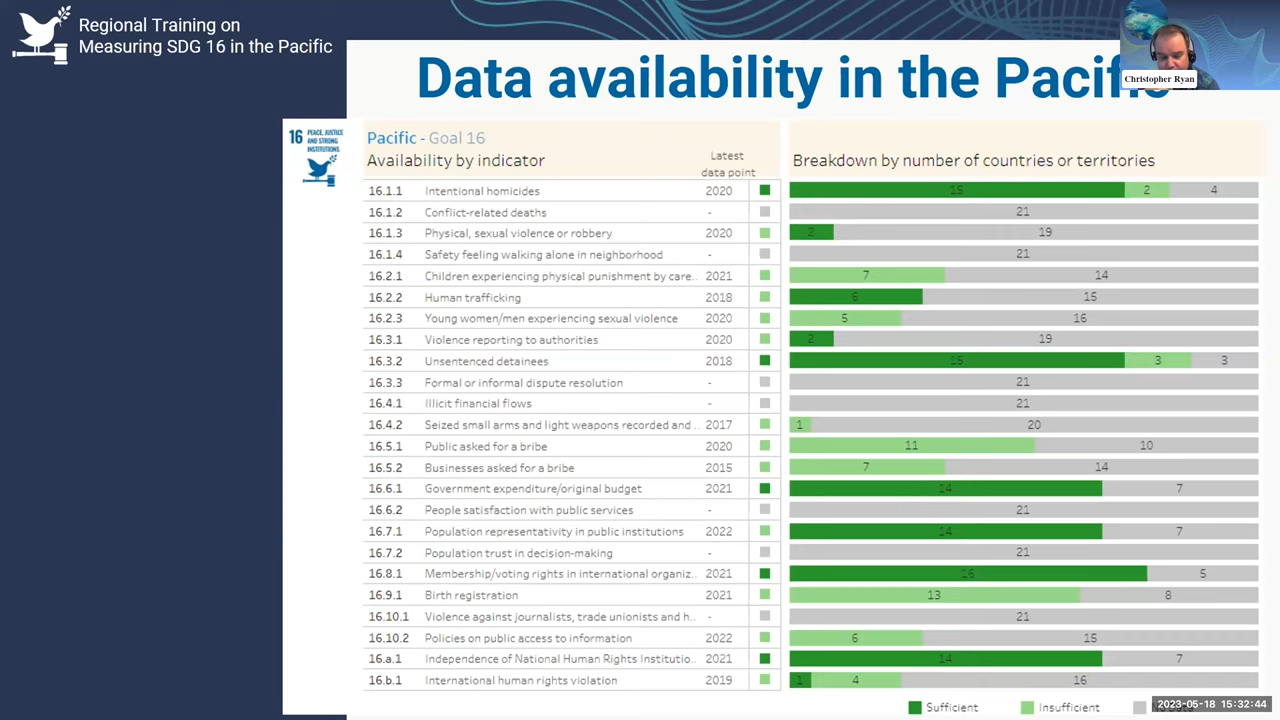 Regional Training on
Measuring SDG 16 in the Pacific
Data availability in the Pacific
Christopher Ryan
16 PEACE, JUSTICE
AND STRONG
INSTITUTIONS
Pacific - Goal 16
Availability by indicator
Latest
data point
Breakdown by number of countries or territories
16.1.1 Intentional homicides 2020 15 2 4
16.1.2 Conflict-related deaths - 21
16.1.3 Physical, sexual violence or robbery 2020 2 19
16.1.4 Safety feeling walking alone in neighborhood - 21
16.2.1 Children experiencing physical punishment by care.. 2021 7 14
16.2.2 Human trafficking 2018 6 15
16.2.3 Young women/men experiencing sexual violence 2020 5 16
16.3.1 Violence reporting to authorities 2020 2 19
16.3.2 Unsentenced detainees 2018 15 3 3
16.3.3 Formal or informal dispute resolution - 21
16.4.1 Illicit financial flows - 21
16.4.2 Seized small arms and light weapons recorded and .. 2017 1 20
16.5.1 Public asked for a bribe 2020 11 10
16.5.2 Businesses asked for a bribe 2015 7 14
16.6.1 Government expenditure/original budget 2021 14 7
16.6.2 People satisfaction with public services - 21
16.7.1 Population representativity in public institutions 2022 14 7
16.7.2 Population trust in decision-making - 21
16.8.1 Membership/voting rights in international organiz.. 2021 16 5
16.9.1 Birth registration 2021 13 8
16.10.1 Violence against journalists, trade unionists and h.. - 21
16.10.2 Policies on public access to information 2022 6 15
16.a.1 Independence of National Human Rights Institutio.. 2021 14 7
16.b.1 International human rights violation 2019 1 4 16
Sufficient Insufficient
2023-05-18 15:32:44